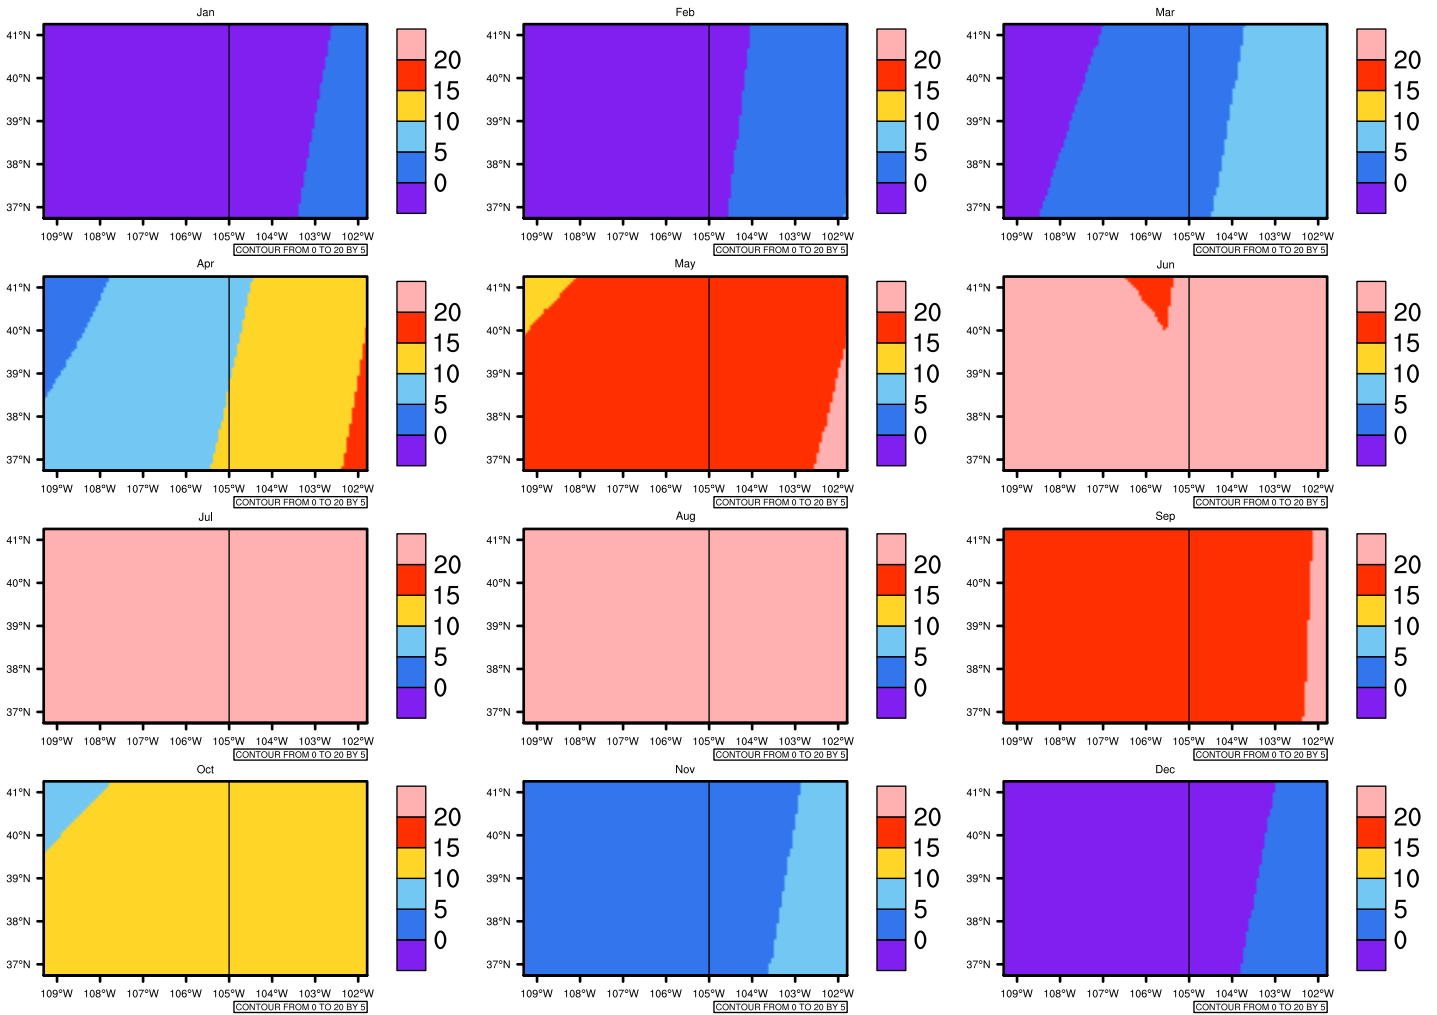 Jan Feb Mar
41°N 20 41°N 20 41°N 20
40°N 15 40°N 15 40°N 15
39°N 10 39°N 10 39°N 10
38°N 5 38°N 5 38°N 5
37°N 0 37°N 0 37°N 0
109°W 108°W 107°W 106°W 105°W 104°W 103°W 102°W 109°W 108°W 107°W 106°W 105°W 104°W 103°W 102°W 109°W 108°W 107°W 106°W 105°W 104°W 103°W 102°W
CONTOUR FROM 0 TO 20 BY 5 CONTOUR FROM 0 TO 20 BY 5 CONTOUR FROM 0 TO 20 BY 5
Apr May Jun
41°N 20 41°N 20 41°N 20
40°N 15 40°N 15 40°N 15
39°N 10 39°N 10 39°N 10
38°N 5 38°N 5 38°N 5
37°N 0 37°N 0 37°N 0
109°W 108°W 107°W 106°W 105°W 104°W 103°W 102°W 109°W 108°W 107°W 106°W 105°W 104°W 103°W 102°W 109°W 108°W 107°W 106°W 105°W 104°W 103°W 102°W
CONTOUR FROM 0 TO 20 BY 5 CONTOUR FROM 0 TO 20 BY 5 CONTOUR FROM 0 TO 20 BY 5
Jul Aug Sep
41°N 20 41°N 20 41°N 20
40°N 15 40°N 15 40°N 15
39°N 10 39°N 10 39°N 10
38°N 5 38°N 5 38°N 5
37°N 0 37°N 0 37°N 0
109°W 108°W 107°W 106°W 105°W 104°W 103°W 102°W 109°W 108°W 107°W 106°W 105°W 104°W 103°W 102°W 109°W 108°W 107°W 106°W 105°W 104°W 103°W 102°W
CONTOUR FROM 0 TO 20 BY 5 CONTOUR FROM 0 TO 20 BY 5 CONTOUR FROM 0 TO 20 BY 5
Oct Nov Dec
41°N 20 41°N 20 41°N 20
40°N 15 40°N 15 40°N 15
39°N 10 39°N 10 39°N 10
38°N 5 38°N 5 38°N 5
37°N 0 37°N 0 37°N 0
109°W 108°W 107°W 106°W 105°W 104°W 103°W 102°W 109°W 108°W 107°W 106°W 105°W 104°W 103°W 102°W 109°W 108°W 107°W 106°W 105°W 104°W 103°W 102°W
CONTOUR FROM 0 TO 20 BY 5 CONTOUR FROM 0 TO 20 BY 5 CONTOUR FROM 0 TO 20 BY 5